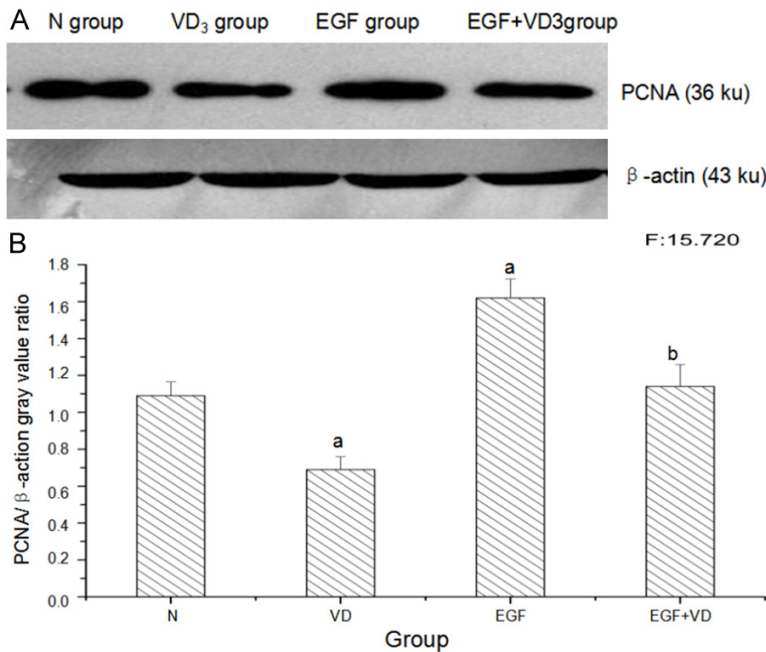 A
N group VD₃ group EGF group EGF+VD3group
PCNA (36 ku)
β-actin (43 ku)
B
F:15.720
PCNA/β-action gray value ratio
1.8
1.6
1.4
1.2
1.0
0.8
0.6
0.4
0.2
0.0
a
a
b
N VD EGF EGF+VD
Group